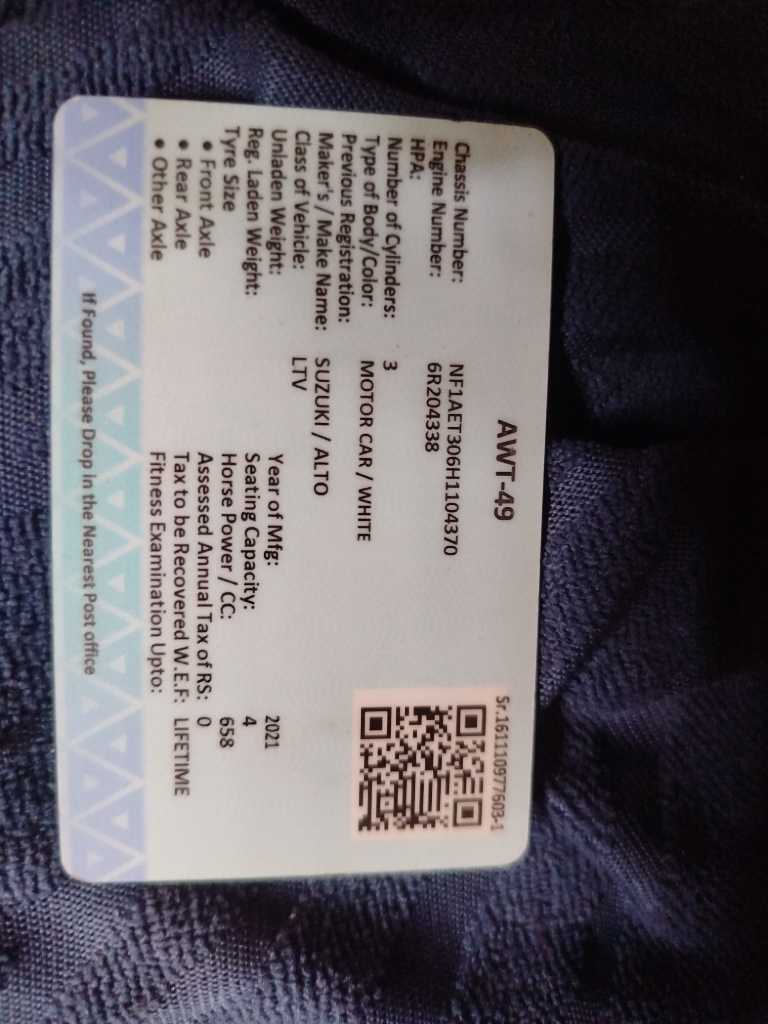 AWT-49
Sr.161110977603-1
Chassis Number: NF1AET306H1104370
Engine Number: 6R204338
HPA:
Number of Cylinders: 3
Type of Body/Color: MOTOR CAR / WHITE
Previous Registration:
Maker's / Make Name: SUZUKI / ALTO
Class of Vehicle: LTV
Unladen Weight: Year of Mfg: 2021
Reg. Laden Weight: Seating Capacity: 4
Tyre Size Horse Power / CC: 658
• Front Axle Assessed Annual Tax of RS: 0
• Rear Axle Tax to be Recovered W.E.F: LIFETIME
• Other Axle Fitness Examination Upto:
If Found, Please Drop in the Nearest Post office